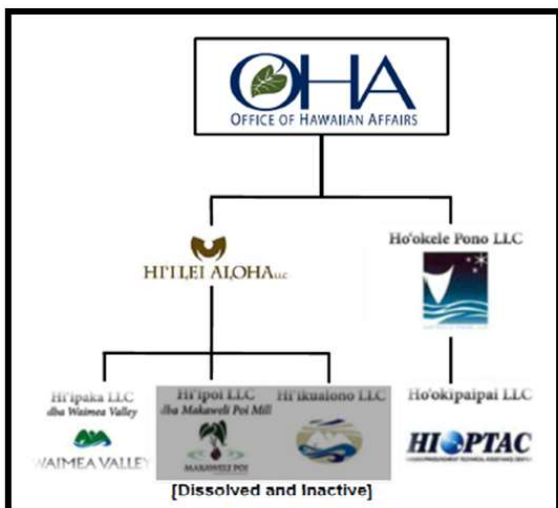 OHA
OFFICE OF HAWAIIAN AFFAIRS
HI'ILEI ALOHA LLC
Ho'okele Pono LLC
Hi'ipaka LLC
dba Waimea Valley
WAIMEA VALLEY
Hi'ipoi LLC
dba Makaweli Poi Mill
MAKAWELI POI
Hi'ikualono LLC
Ho'okipaipai LLC
HI PTAC
[Dissolved and Inactive]